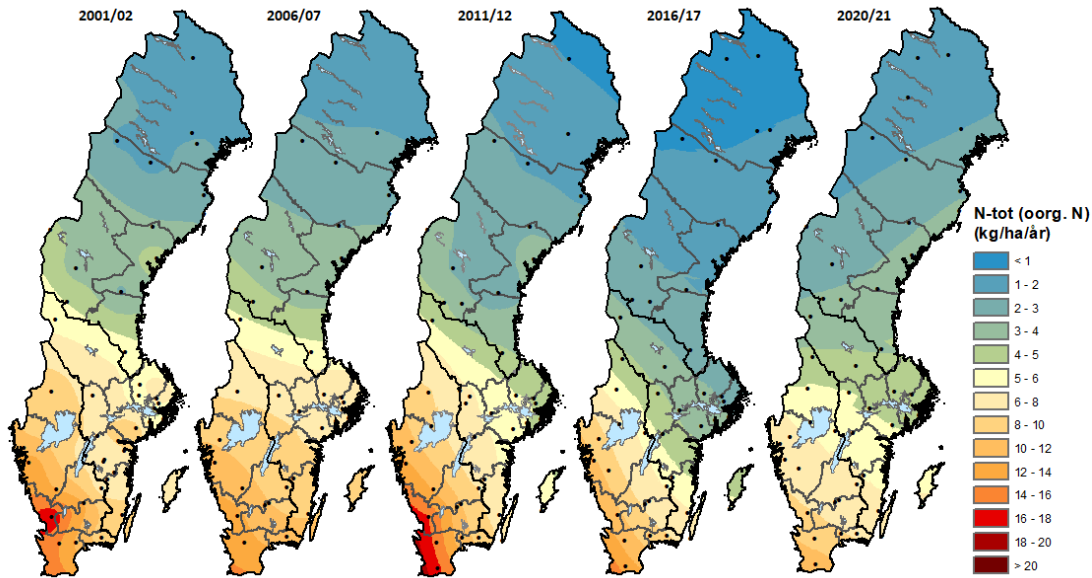 2001/02 2006/07 2011/12 2016/17 2020/21
N-tot (oorg. N)
(kg/ha/år)
< 1
1 - 2
2 - 3
3 - 4
4 - 5
5 - 6
6 - 8
8 - 10
10 - 12
12 - 14
14 - 16
16 - 18
18 - 20
> 20